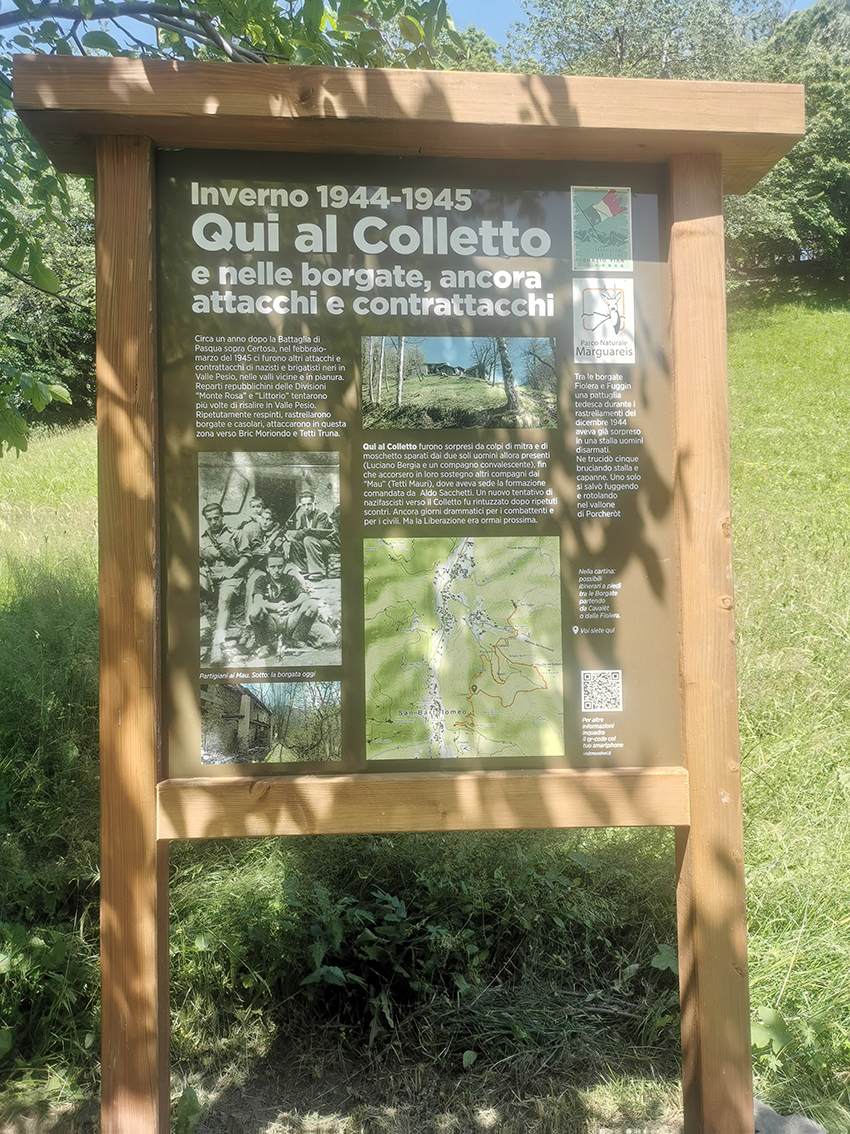 Inverno 1944-1945
Qui al Colletto
e nelle borgate, ancora
attacchi e contrattacchi
Circa un anno dopo la Battaglia di
Pasqua sopra Certosa, nel febbraio-
marzo del 1945 ci furono altri attacchi e
contrattacchi di nazisti e brigatisti neri in
Valle Pesio, nelle valli vicine e in pianura.
Reparti repubblichini delle Divisioni
"Monte Rosa" e "Littorio" tentarono
più volte di risalire in Valle Pesio.
Ripetutamente respinti, rastrellarono
borgate e casolari, attaccarono in questa
zona verso Bric Moriondo e Tetti Truna.
Partigiani al Mau. Sotto: la borgata oggi
Qui al Colletto furono sorpresi da colpi di mitra e di
moschetto sparati dai due soli uomini allora presenti
(Luciano Bergia e un compagno convalescente), fin
che accorsero in loro sostegno altri compagni dai
"Mau" (Tetti Mauri), dove aveva sede la formazione
comandata da Aldo Sacchetti. Un nuovo tentativo di
nazifascisti verso il Colletto fu rintuzzato dopo ripetuti
scontri. Ancora giorni drammatici per i combattenti e
per i civili. Ma la Liberazione era ormai prossima.
San Bartolomeo
Parco Naturale
Marguareis
Tra le borgate
Fiolera e Fuggin
una pattuglia
tedesca durante i
rastrellamenti del
dicembre 1944
aveva già sorpreso
in una stalla uomini
disarmati.
Ne trucidò cinque
bruciando stalla e
capanne. Uno solo
si salvò fuggendo
e rotolando
nel vallone
di Porcheròt
Nella cartina:
possibili
itinerari a piedi
tra le Borgate
partendo
da Cavalét
o dalla Fiolera.
Voi siete qui
Per altre
informazioni
inquadra
il qr-code col
tuo smartphone